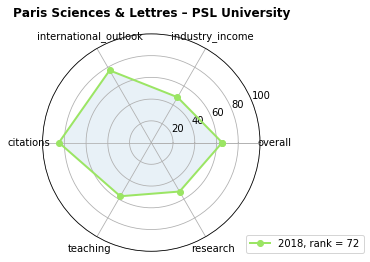 Paris Sciences & Lettres – PSL University
international_outlook
industry_income
100
80
60
40
20
citations
overall
teaching
research
2018, rank = 72